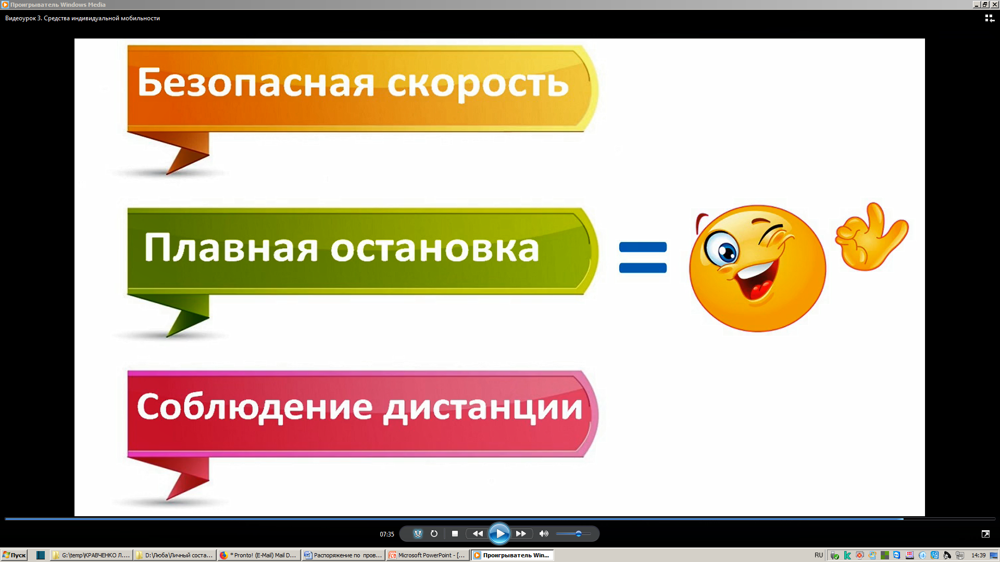 Проигрыватель Windows Media
Видеоурок 3. Средства индивидуальной мобильности
Безопасная скорость
Плавная остановка
Соблюдение дистанции
07:35
Пуск
G:\temp\КРАВЧЕНКО Л....
D:\Люба\Личный соста...
* Pronto! (E-Mail) Mail D...
Распоряжение по пров...
Microsoft PowerPoint - [...
Проигрыватель Win...
RU
14:39